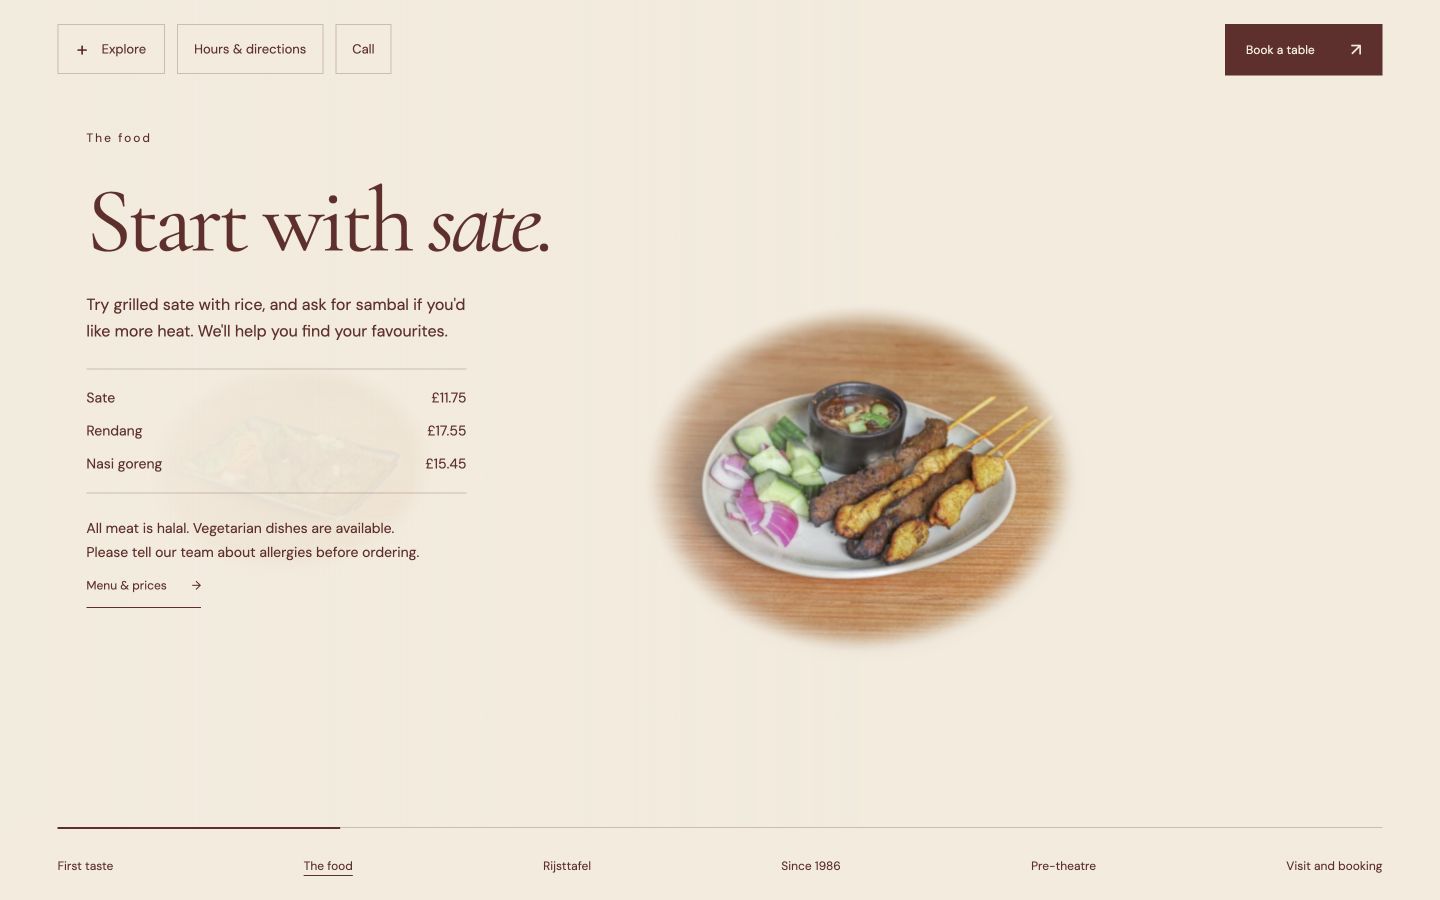 + Explore
Hours & directions
Call
Book a table
The food
Start with sate.
Try grilled sate with rice, and ask for sambal if you'd
like more heat. We'll help you find your favourites.
Sate £11.75
Rendang £17.55
Nasi goreng £15.45
All meat is halal. Vegetarian dishes are available.
Please tell our team about allergies before ordering.
Menu & prices →
First taste
The food
Rijsttafel
Since 1986
Pre-theatre
Visit and booking